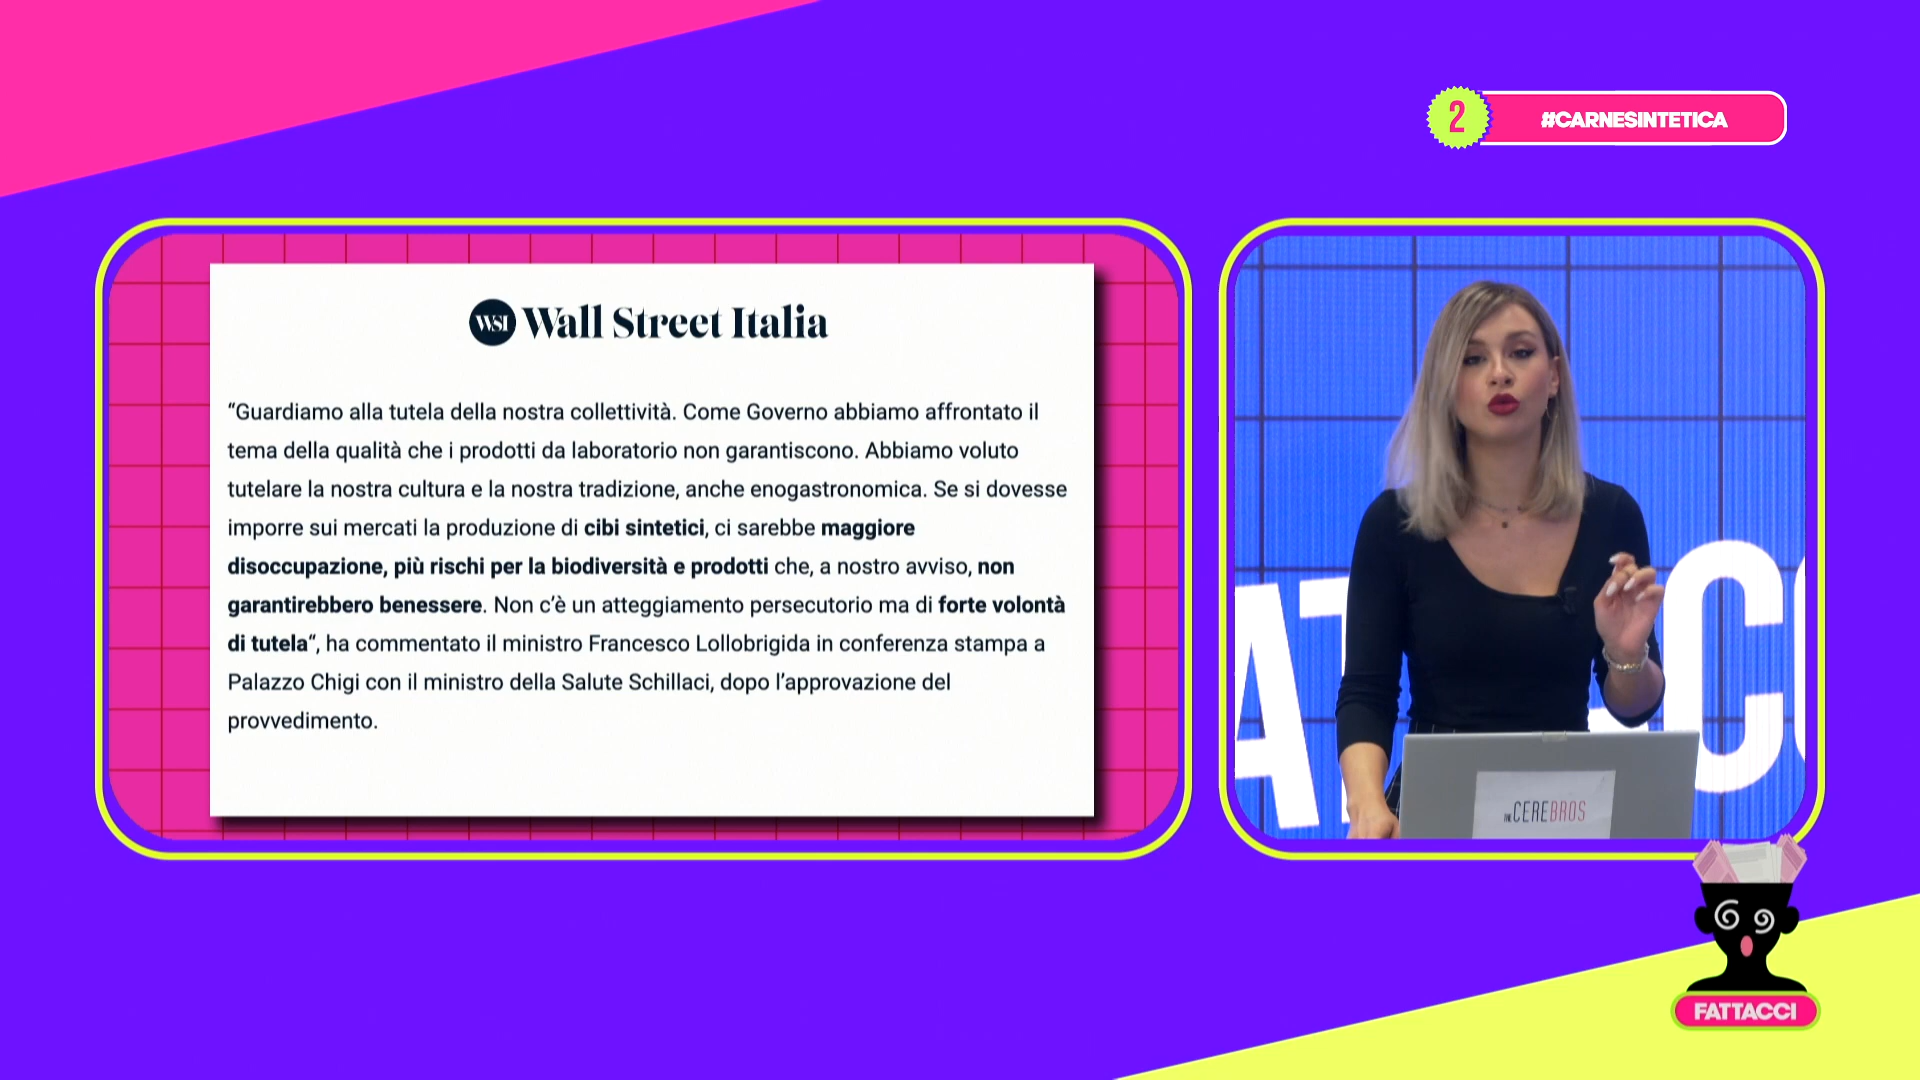 2
#CARNESINTETICA
WSI Wall Street Italia
“Guardiamo alla tutela della nostra collettività. Come Governo abbiamo affrontato il
tema della qualità che i prodotti da laboratorio non garantiscono. Abbiamo voluto
tutelare la nostra cultura e la nostra tradizione, anche enogastronomica. Se si dovesse
imporre sui mercati la produzione di cibi sintetici, ci sarebbe maggiore
disoccupazione, più rischi per la biodiversità e prodotti che, a nostro avviso, non
garantirebbero benessere. Non c’è un atteggiamento persecutorio ma di forte volontà
di tutela“, ha commentato il ministro Francesco Lollobrigida in conferenza stampa a
Palazzo Chigi con il ministro della Salute Schillaci, dopo l’approvazione del
provvedimento.
THE CEREBROS
FATTACCI